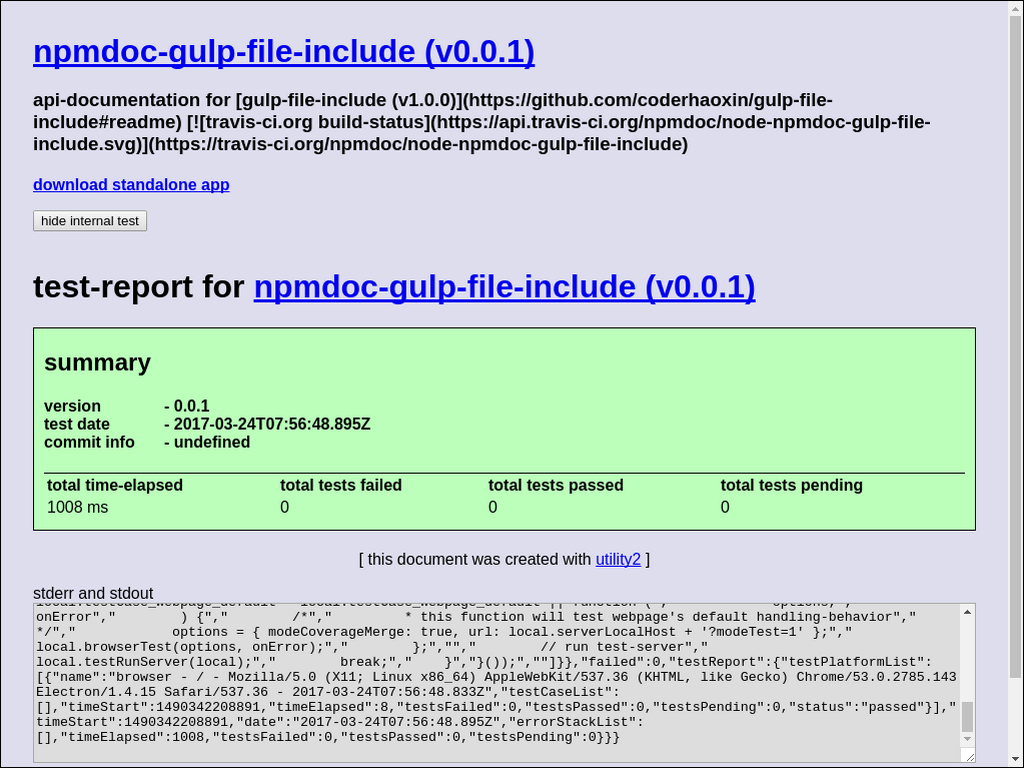 npmdoc-gulp-file-include (v0.0.1)
api-documentation for [gulp-file-include (v1.0.0)](https://github.com/coderhaoxin/gulp-file-
include#readme) [![travis-ci.org build-status](https://api.travis-ci.org/npmdoc/node-npmdoc-gulp-file-
include.svg)](https://travis-ci.org/npmdoc/node-npmdoc-gulp-file-include)
download standalone app
hide internal test
test-report for npmdoc-gulp-file-include (v0.0.1)
summary
version - 0.0.1
test date - 2017-03-24T07:56:48.895Z
commit info - undefined
total time-elapsed total tests failed total tests passed total tests pending
1008 ms 0 0 0
[ this document was created with utility2 ]
stderr and stdout
local.testCase_webpage_default = local.testCase_webpage_default || function (","            options,","
onError","        ) {","        /*","         * this function will test webpage's default handling-behavior","
*/","            options = { modeCoverageMerge: true, url: local.serverLocalHost + '?modeTest=1' };","
local.browserTest(options, onError);","        };","","        // run test-server","
local.testRunServer(local);","        break;","    }","}());",""]}},"failed":0,"testReport":{"testPlatformList":
[{"name":"browser - / - Mozilla/5.0 (X11; Linux x86_64) AppleWebKit/537.36 (KHTML, like Gecko) Chrome/53.0.2785.143
Electron/1.4.15 Safari/537.36 - 2017-03-24T07:56:48.833Z","testCaseList":
[],"timeStart":1490342208891,"timeElapsed":8,"testsFailed":0,"testsPassed":0,"testsPending":0,"status":"passed"}],"
timeStart":1490342208891,"date":"2017-03-24T07:56:48.895Z","errorStackList":
[],"timeElapsed":1008,"testsFailed":0,"testsPassed":0,"testsPending":0}}}